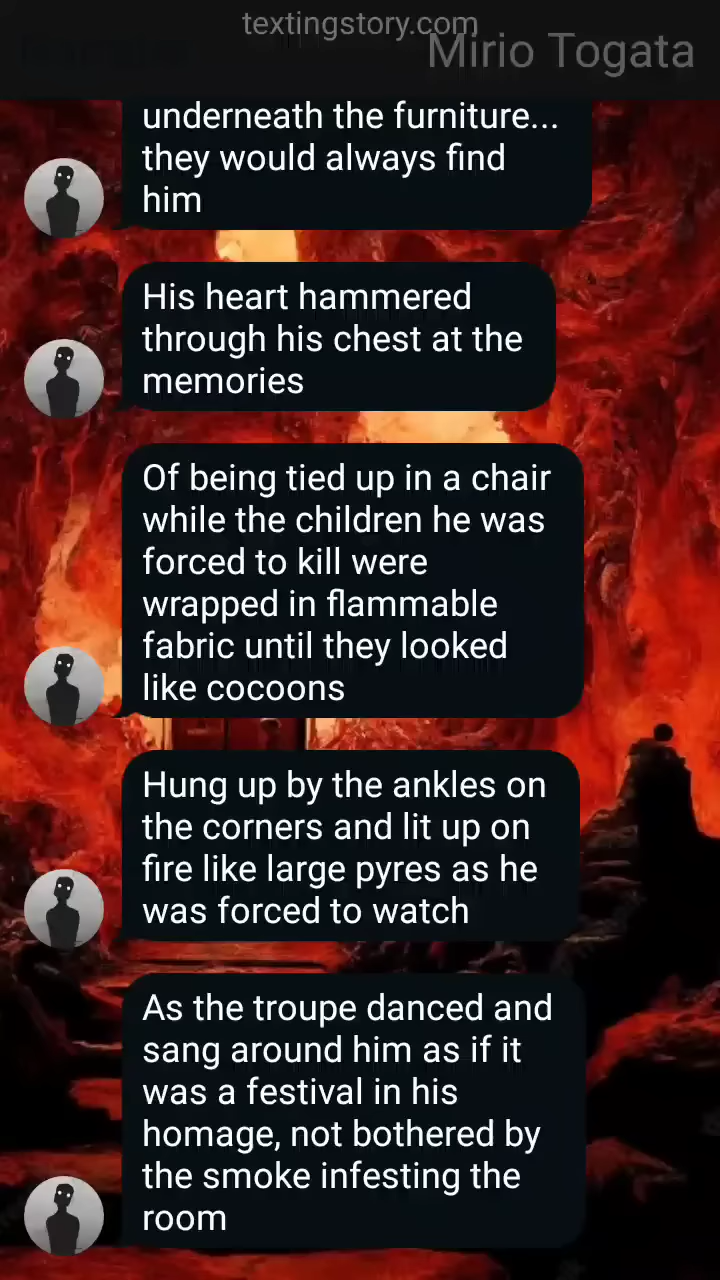 textingstory.com
Mirio Togata
underneath the furniture...
they would always find
him
His heart hammered
through his chest at the
memories
Of being tied up in a chair
while the children he was
forced to kill were
wrapped in flammable
fabric until they looked
like cocoons
Hung up by the ankles on
the corners and lit up on
fire like large pyres as he
was forced to watch
As the troupe danced and
sang around him as if it
was a festival in his
homage, not bothered by
the smoke infesting the
room